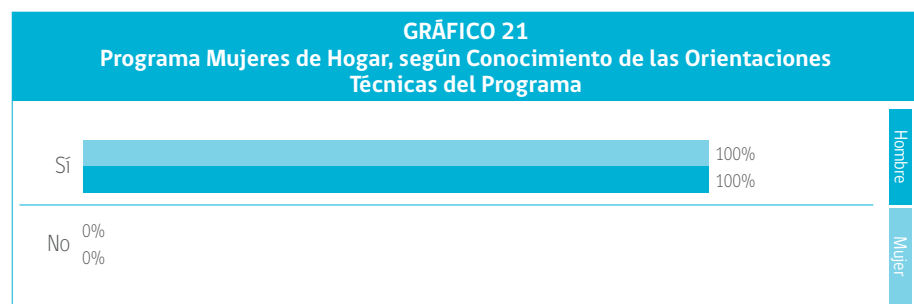 GRÁFICO 21
Programa Mujeres de Hogar, según Conocimiento de las Orientaciones
Técnicas del Programa
Sí
100%
100%
No
0%
0%
Hombre
Mujer